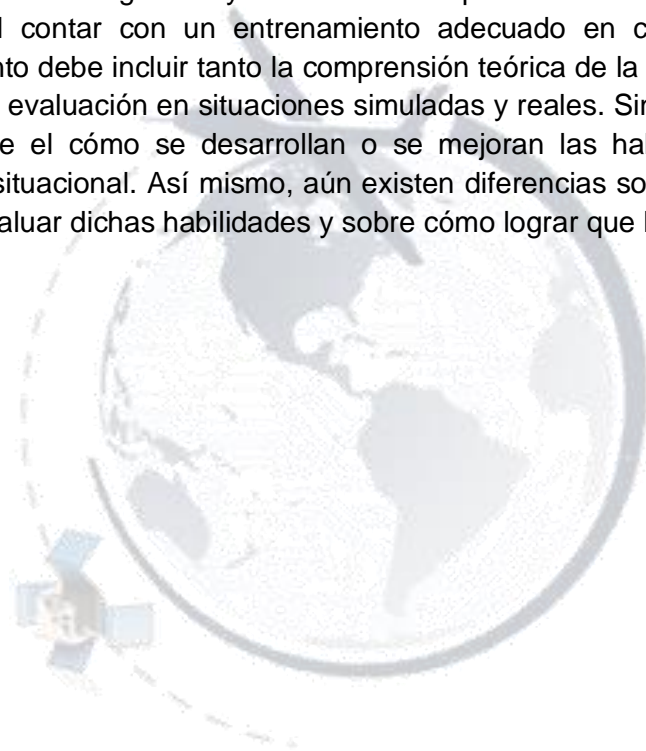 l contar con un entrenamiento adecuado en c
nto debe incluir tanto la comprensión teórica de la
evaluación en situaciones simuladas y reales. Sin
e el cómo se desarrollan o se mejoran las hal
situacional. Así mismo, aún existen diferencias so
aluar dichas habilidades y sobre cómo lograr que l